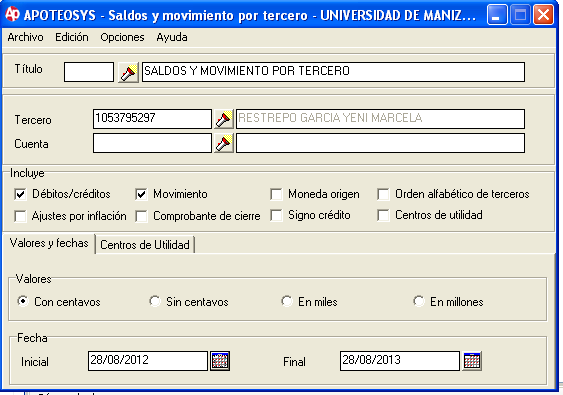 APOTEOSYS - Saldos y movimiento por tercero - UNIVERSIDAD DE MANIZ...
Archivo Edición Opciones Ayuda
Título SALDOS Y MOVIMIENTO POR TERCERO
Tercero 1053795297 RESTREPO GARCIA YENI MARCELA
Cuenta
Incluye
Débitos/créditos Movimiento Moneda origen Orden alfabético de terceros
Ajustes por inflación Comprobante de cierre Signo crédito Centros de utilidad
Valores y fechas Centros de Utilidad
Valores
Con centavos Sin centavos En miles En millones
Fecha
Inicial 28/08/2012 Final 28/08/2013